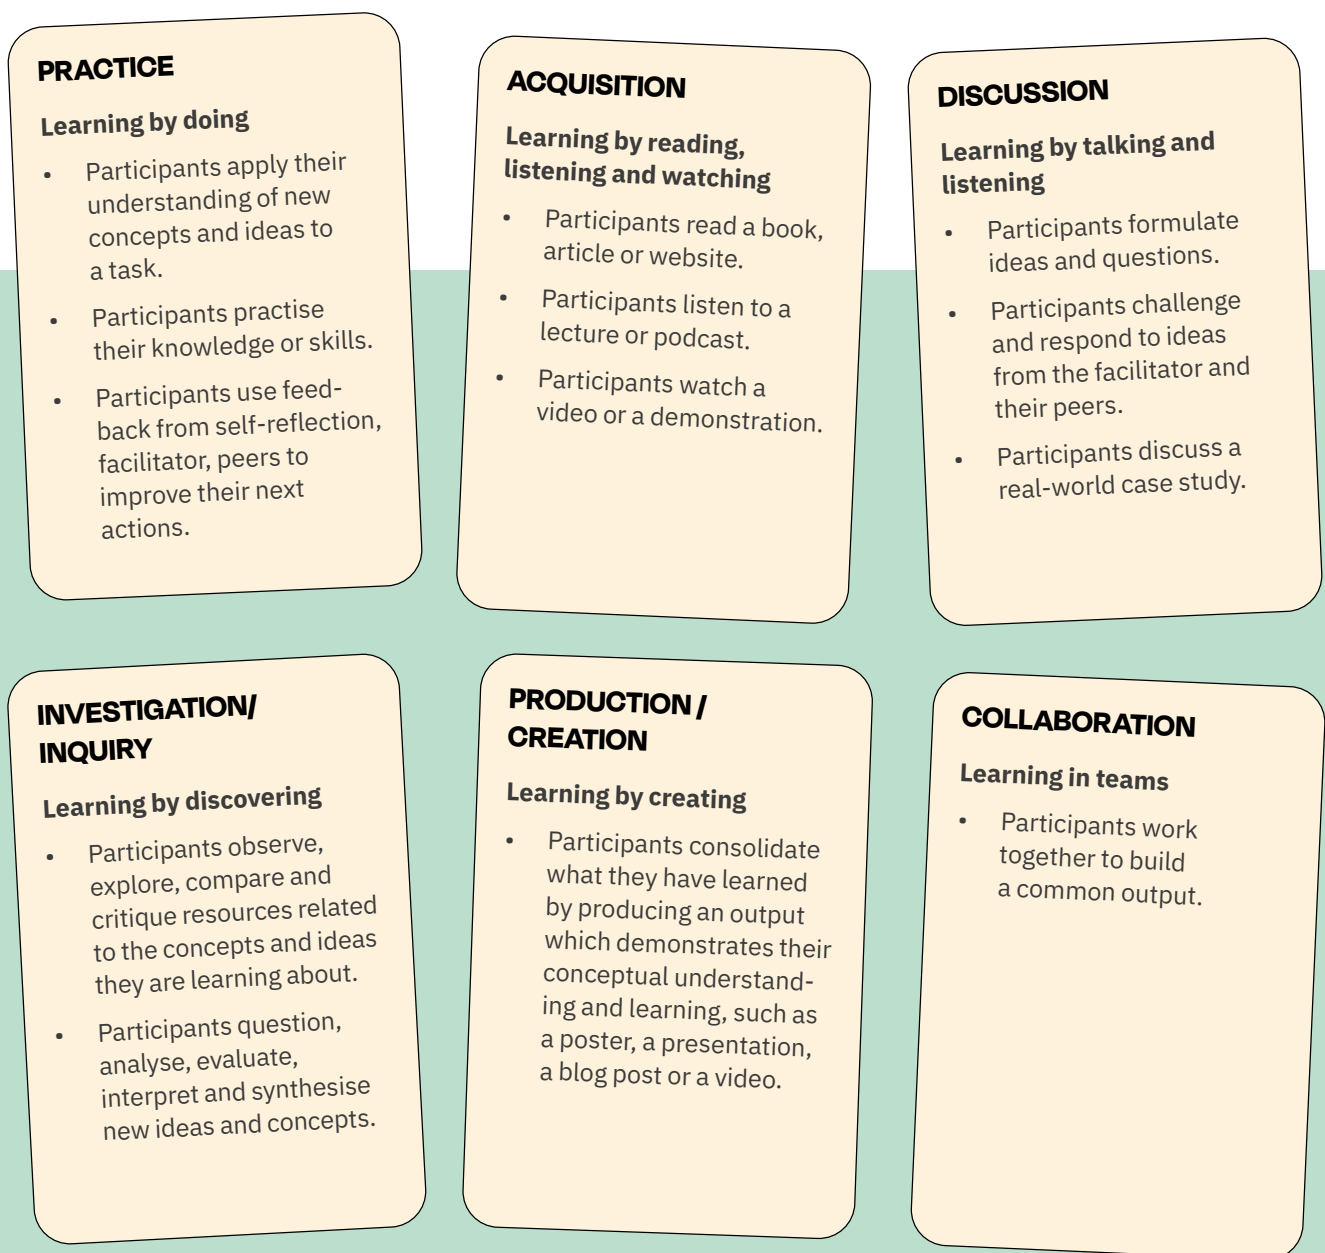 PRACTICE
Learning by doing
• Participants apply their
understanding of new
concepts and ideas to
a task.
• Participants practise
their knowledge or skills.
• Participants use feed-
back from self-reflection,
facilitator, peers to
improve their next
actions.
ACQUISITION
Learning by reading,
listening and watching
• Participants read a book,
article or website.
• Participants listen to a
lecture or podcast.
• Participants watch a
video or a demonstration.
DISCUSSION
Learning by talking and
listening
• Participants formulate
ideas and questions.
• Participants challenge
and respond to ideas
from the facilitator and
their peers.
• Participants discuss a
real-world case study.
INVESTIGATION/
INQUIRY
Learning by discovering
• Participants observe,
explore, compare and
critique resources related
to the concepts and ideas
they are learning about.
• Participants question,
analyse, evaluate,
interpret and synthesise
new ideas and concepts.
PRODUCTION /
CREATION
Learning by creating
• Participants consolidate
what they have learned
by producing an output
which demonstrates their
conceptual understand-
ing and learning, such as
a poster, a presentation,
a blog post or a video.
COLLABORATION
Learning in teams
• Participants work
together to build
a common output.